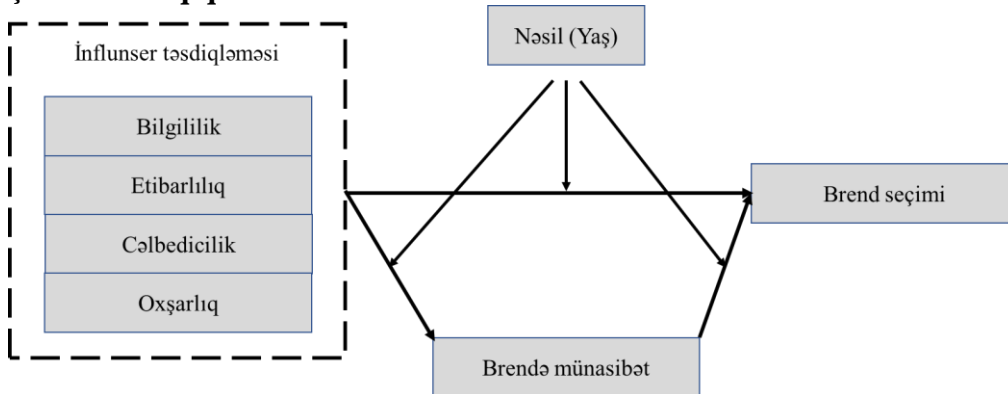 Nəsil (Yaş)
İnflunser təsdiqləməsi
Bilgililik
Etibarlılıq
Cəlbedicilik
Oxşarlıq
Brend seçimi
Brendə münasibət